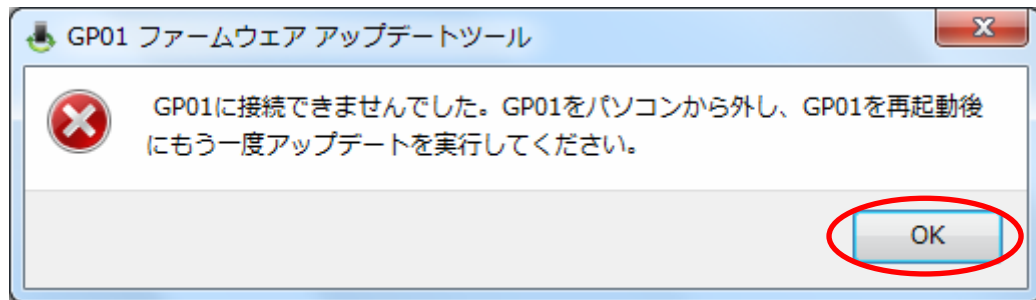 GP01 ファームウェア アップデートツール
GP01に接続できませんでした。GP01をパソコンから外し、GP01を再起動後
にもう一度アップデートを実行してください。
OK